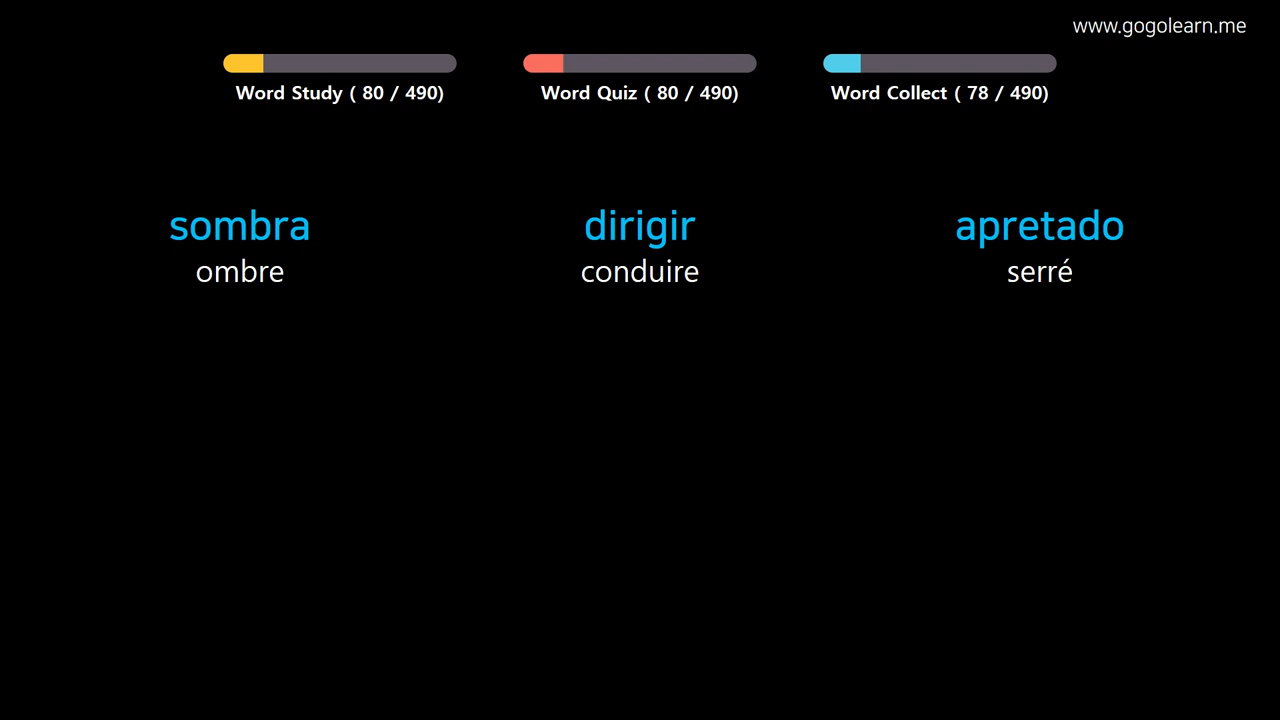 www.gogolearn.me
Word Study ( 80 / 490)
Word Quiz ( 80 / 490)
Word Collect ( 78 / 490)
sombra
ombre
dirigir
conduire
apretado
serré